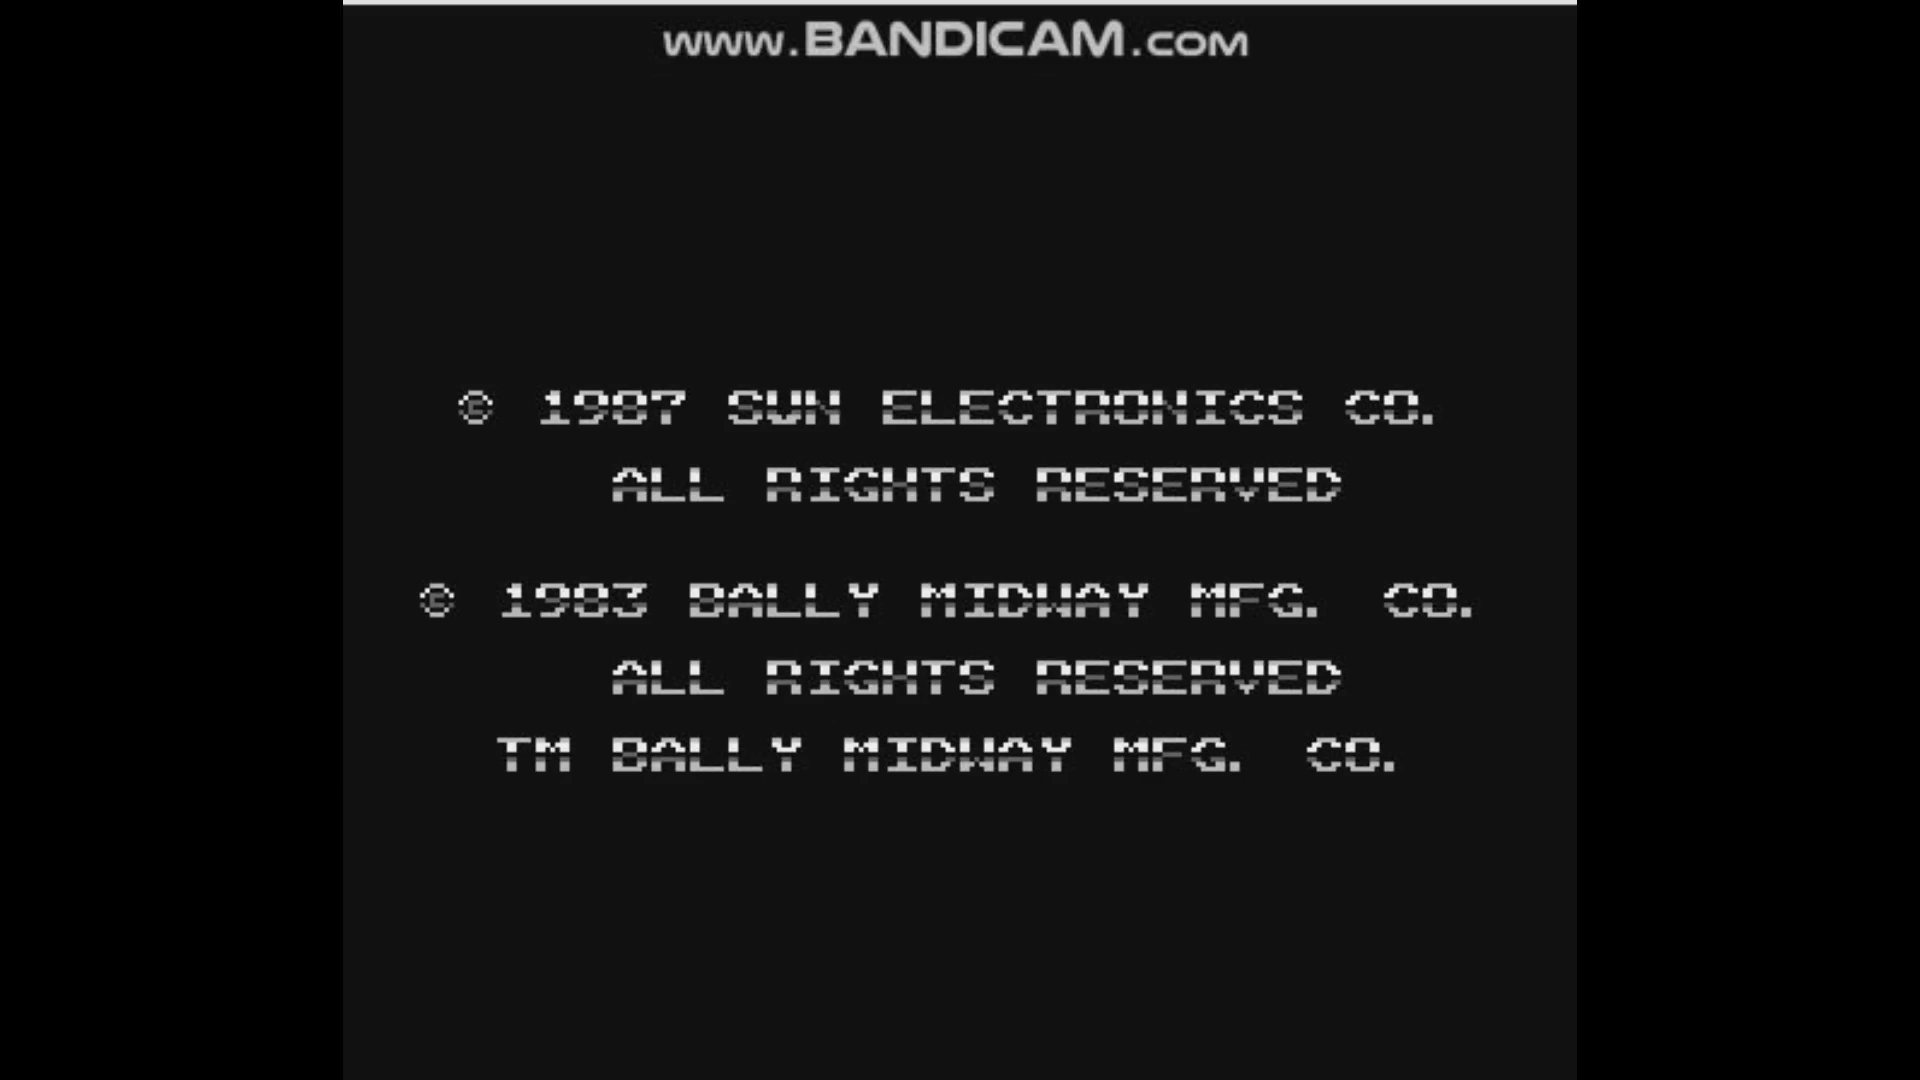 www.BANDICAM.com
© 1987 SUN ELECTRONICS CO.
ALL RIGHTS RESERVED
© 1983 BALLY MIDWAY MFG. CO.
ALL RIGHTS RESERVED
TM BALLY MIDWAY MFG. CO.